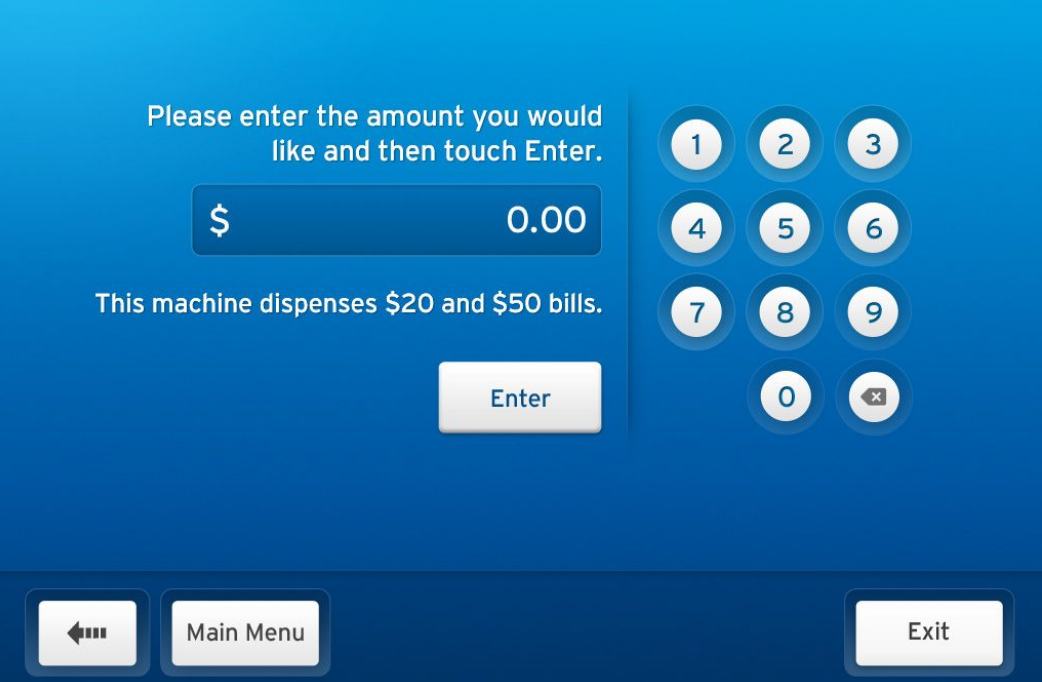 Please enter the amount you would
like and then touch Enter.
$ 0.00
This machine dispenses $20 and $50 bills.
Enter
1 2 3
4 5 6
7 8 9
0
Main Menu
Exit